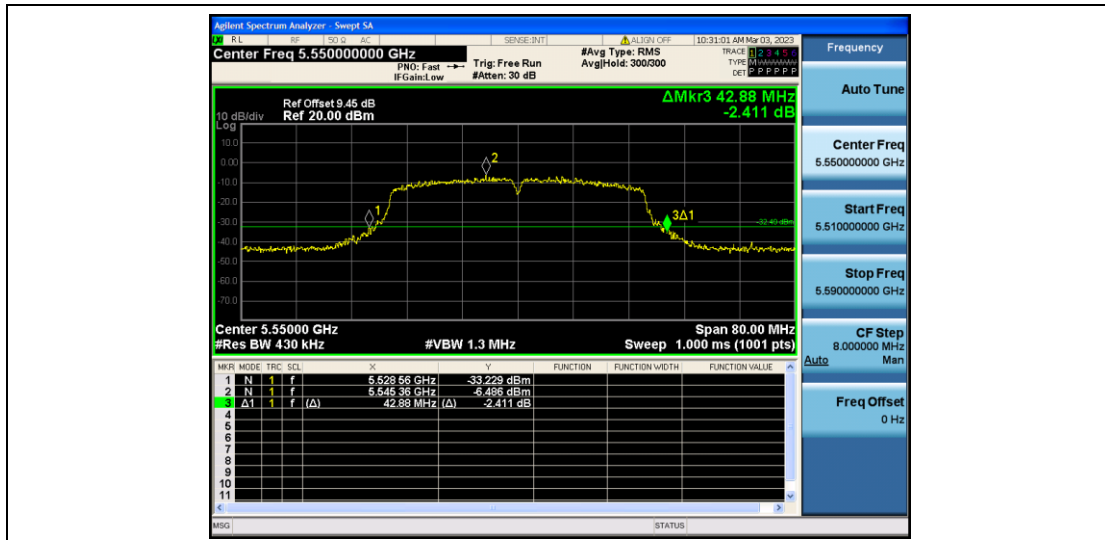 Agilent Spectrum Analyzer - Swept SA
RL RF 50 Ω AC SENSE:INT ALIGN OFF 10:31:01 AM Mar 03, 2023
Center Freq 5.550000000 GHz
PNO: Fast
IFGain:Low
Trig: Free Run
#Atten: 30 dB
#Avg Type: RMS
Avg|Hold: 300/300
TRACE 1 2 3 4 5 6
TYPE M
DET P P P P P P
Frequency
Auto Tune
Center Freq
5.550000000 GHz
Start Freq
5.510000000 GHz
Stop Freq
5.590000000 GHz
CF Step
8.000000 MHz
Auto Man
Freq Offset
0 Hz
ΔMkr3 42.88 MHz
-2.411 dB
Ref Offset 9.45 dB
10 dB/div Ref 20.00 dBm
Log
10.0
0.00
-10.0
-20.0
-30.0
-40.0
-50.0
-60.0
-70.0
1
2
3Δ1
-32.49 dBm
Center 5.55000 GHz Span 80.00 MHz
#Res BW 430 kHz #VBW 1.3 MHz Sweep 1.000 ms (1001 pts)
MKR MODE TRC SCL X Y FUNCTION FUNCTION WIDTH FUNCTION VALUE
1 N 1 f 5.528 56 GHz -33.229 dBm
2 N 1 f 5.545 36 GHz -6.486 dBm
3 Δ1 1 f (Δ) 42.88 MHz (Δ) -2.411 dB
4
5
6
7
8
9
10
11
MSG STATUS